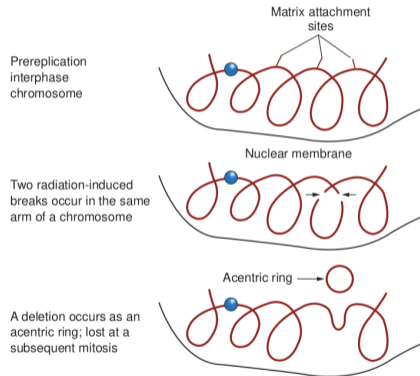 Matrix attachment
sites
Prereplication
interphase
chromosome
Nuclear membrane
Two radiation-induced
breaks occur in the same
arm of a chromosome
Acentric ring
A deletion occurs as an
acentric ring; lost at a
subsequent mitosis